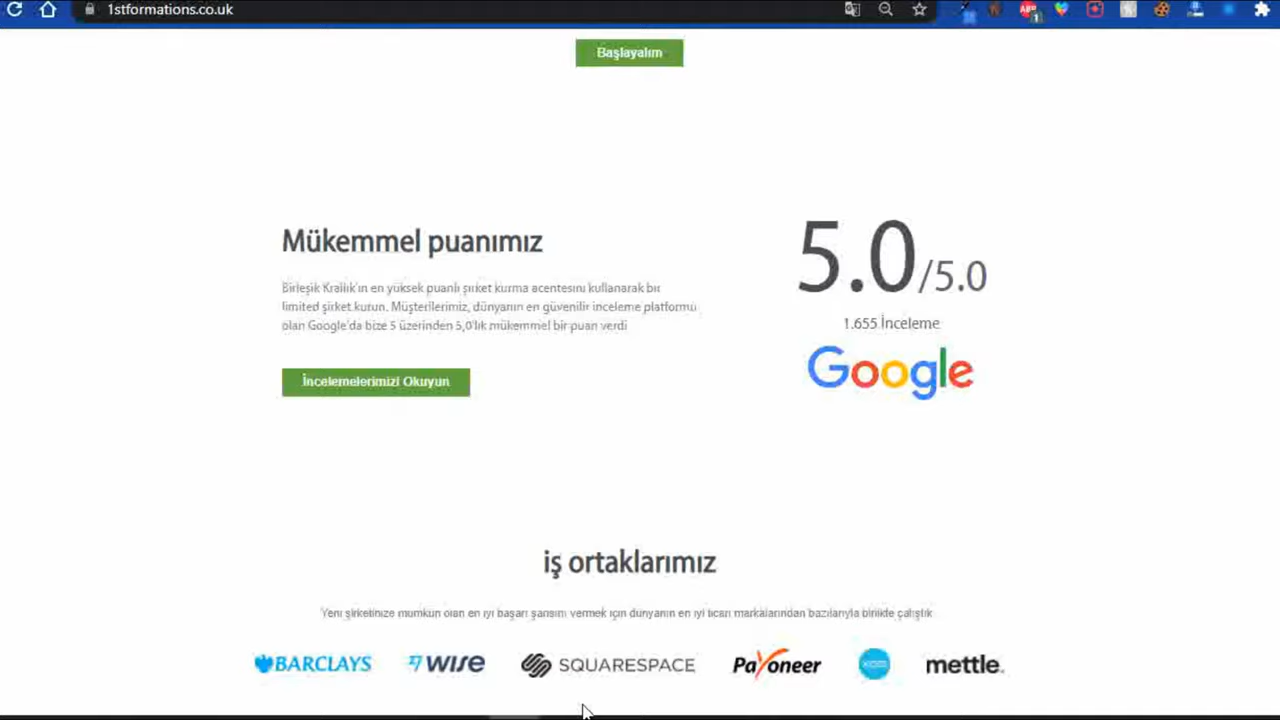 1stformations.co.uk
Başlayalım
Mükemmel puanımız
Birleşik Krallık'ın en yüksek puanlı şirket kurma acentesini kullanarak bir
limited şirket kurun. Müşterilerimiz, dünyanın en güvenilir inceleme platformu
olan Google'da bize 5 üzerinden 5,0'lık mükemmel bir puan verdi
İncelemelerimizi Okuyun
5.0/5.0
1.655 İnceleme
Google
iş ortaklarımız
Yeni şirketinize mümkün olan en iyi başarı şansını vermek için dünyanın en iyi ticari markalarından bazılarıyla birlikte çalıştık
BARCLAYS
WISE
SQUARESPACE
Payoneer
xero
mettle.